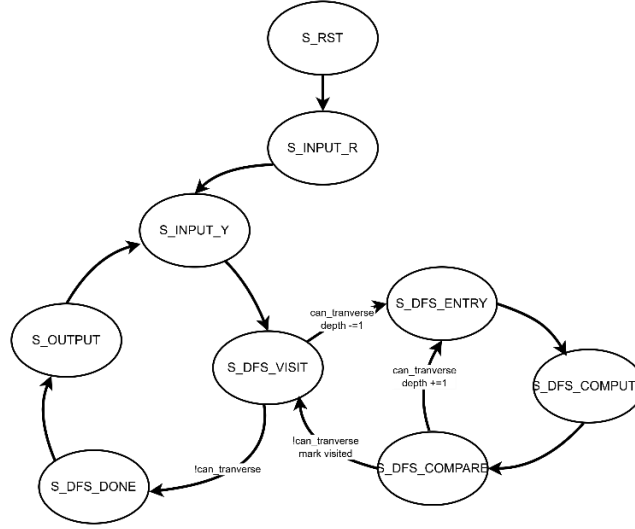 S_RST
S_INPUT_R
S_INPUT_Y
can_tranverse
depth -=1
S_DFS_ENTRY
S_OUTPUT
S_DFS_VISIT
can_tranverse
depth +=1
S_DFS_COMPUT
!can_tranverse
mark visited
!can_tranverse
S_DFS_COMPARE
S_DFS_DONE